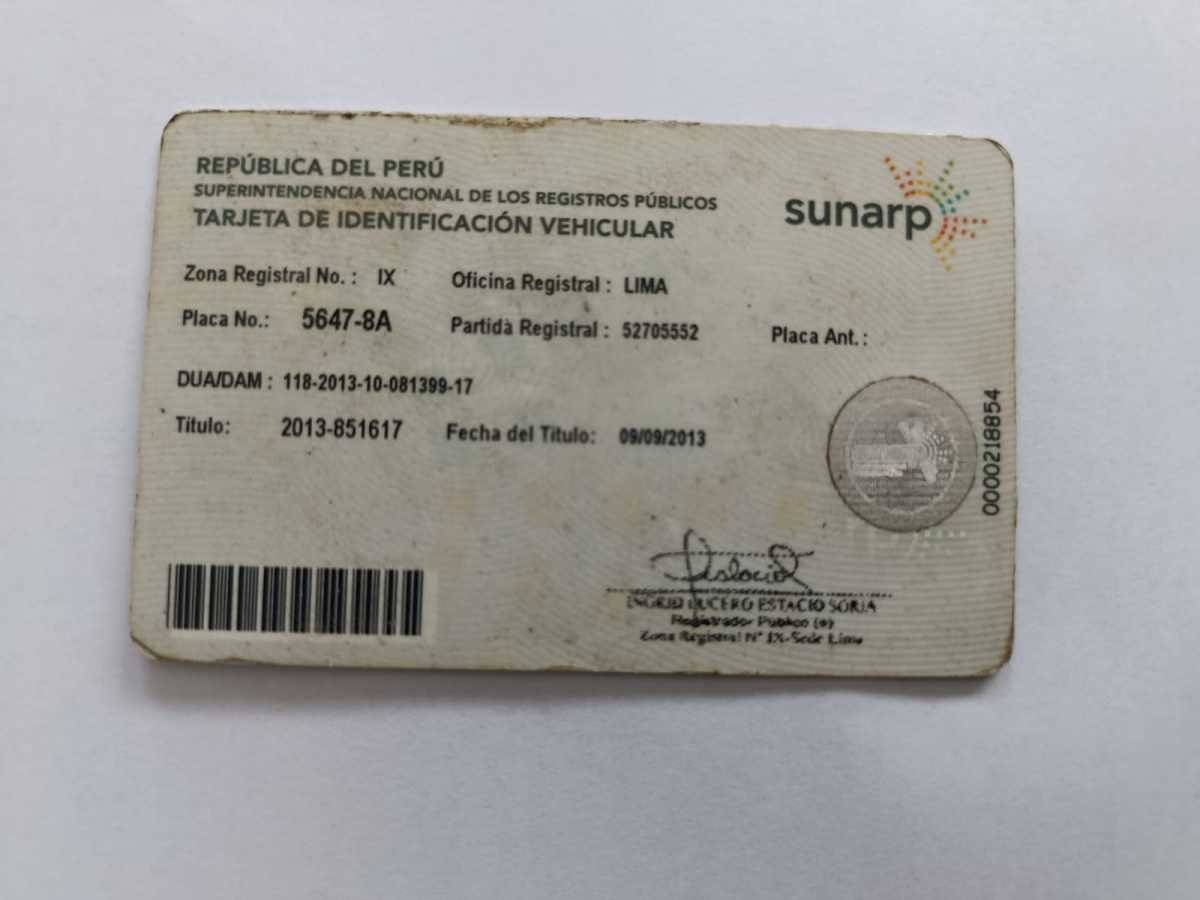 REPÚBLICA DEL PERÚ
SUPERINTENDENCIA NACIONAL DE LOS REGISTROS PÚBLICOS
TARJETA DE IDENTIFICACIÓN VEHICULAR
sunarp
Zona Registral No. : IX Oficina Registral : LIMA
Placa No.: 5647-8A Partida Registral : 52705552 Placa Ant. :
DUA/DAM : 118-2013-10-081399-17
Título: 2013-851617 Fecha del Título: 09/09/2013
0000218854
INGRID LUCERO ESTACIO SORIA
Registrador Público (e)
Zona Registral N° IX-Sede Lima